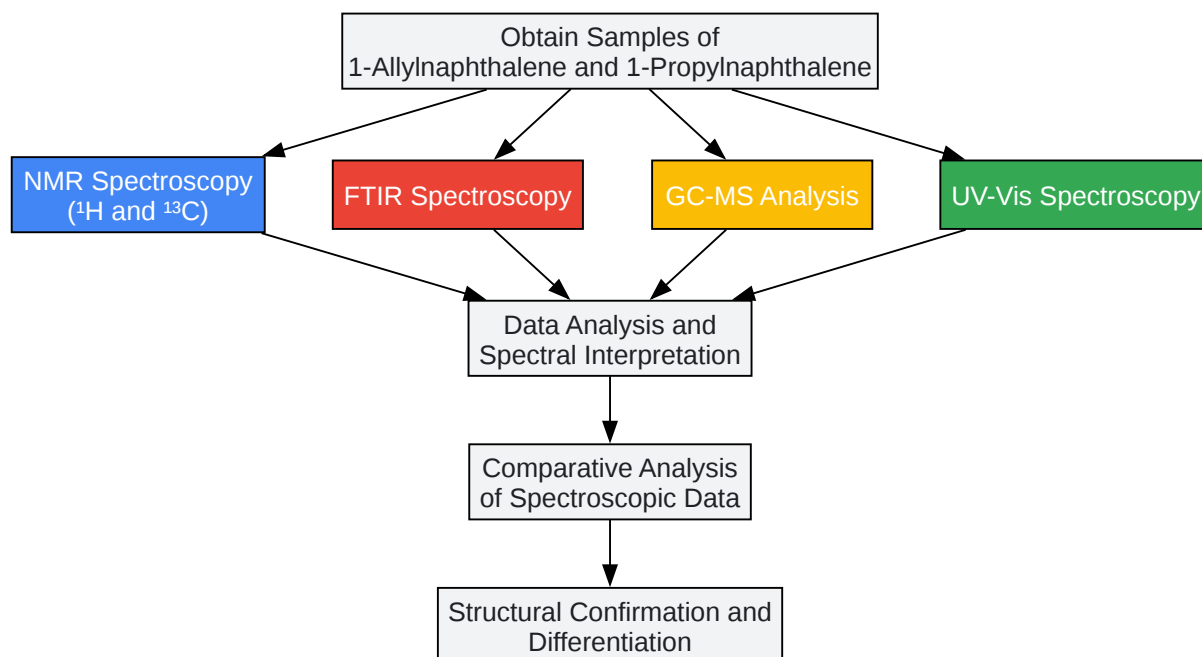 Obtain Samples of
1-Allylnaphthalene and 1-Propylnaphthalene
NMR Spectroscopy
(¹H and ¹³C)
FTIR Spectroscopy
GC-MS Analysis
UV-Vis Spectroscopy
Data Analysis and
Spectral Interpretation
Comparative Analysis
of Spectroscopic Data
Structural Confirmation and
Differentiation